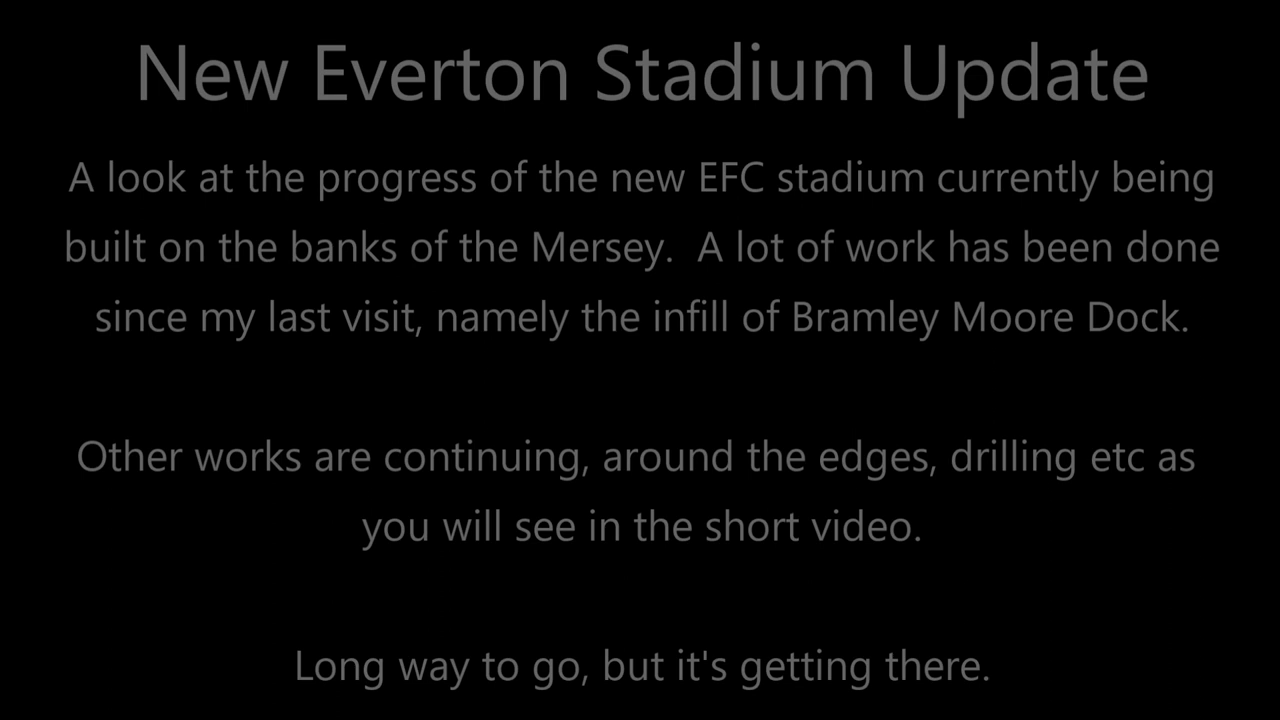 New Everton Stadium Update
A look at the progress of the new EFC stadium currently being
built on the banks of the Mersey.  A lot of work has been done
since my last visit, namely the infill of Bramley Moore Dock.
Other works are continuing, around the edges, drilling etc as
you will see in the short video.
Long way to go, but it's getting there.